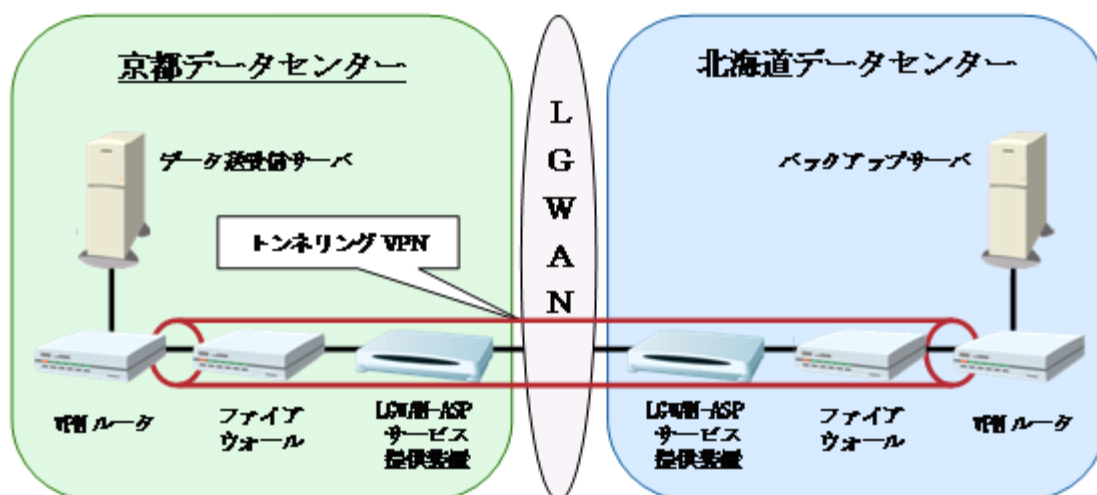 京都データセンター
北海道データセンター
LGWAN
データ送受信サーバ
バックアップサーバ
トンネリングVPN
VPNルータ
ファイア
ウォール
LGWAN-ASP
サービス
提供装置
LGWAN-ASP
サービス
提供装置
ファイア
ウォール
VPNルータ